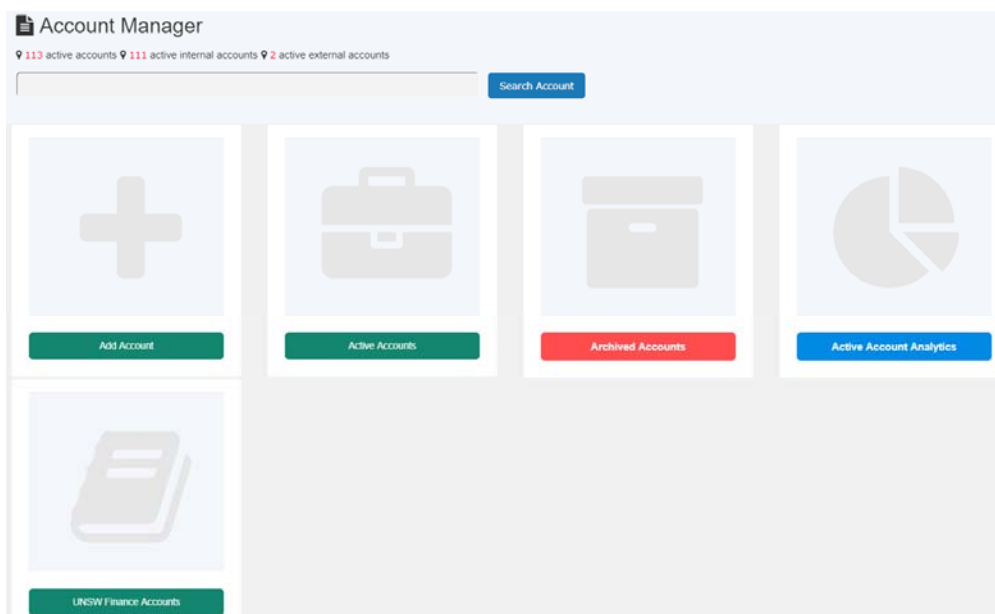 Account Manager
113 active accounts 111 active internal accounts 2 active external accounts
Search Account
Add Account
Active Accounts
Archived Accounts
Active Account Analytics
UNSW Finance Accounts